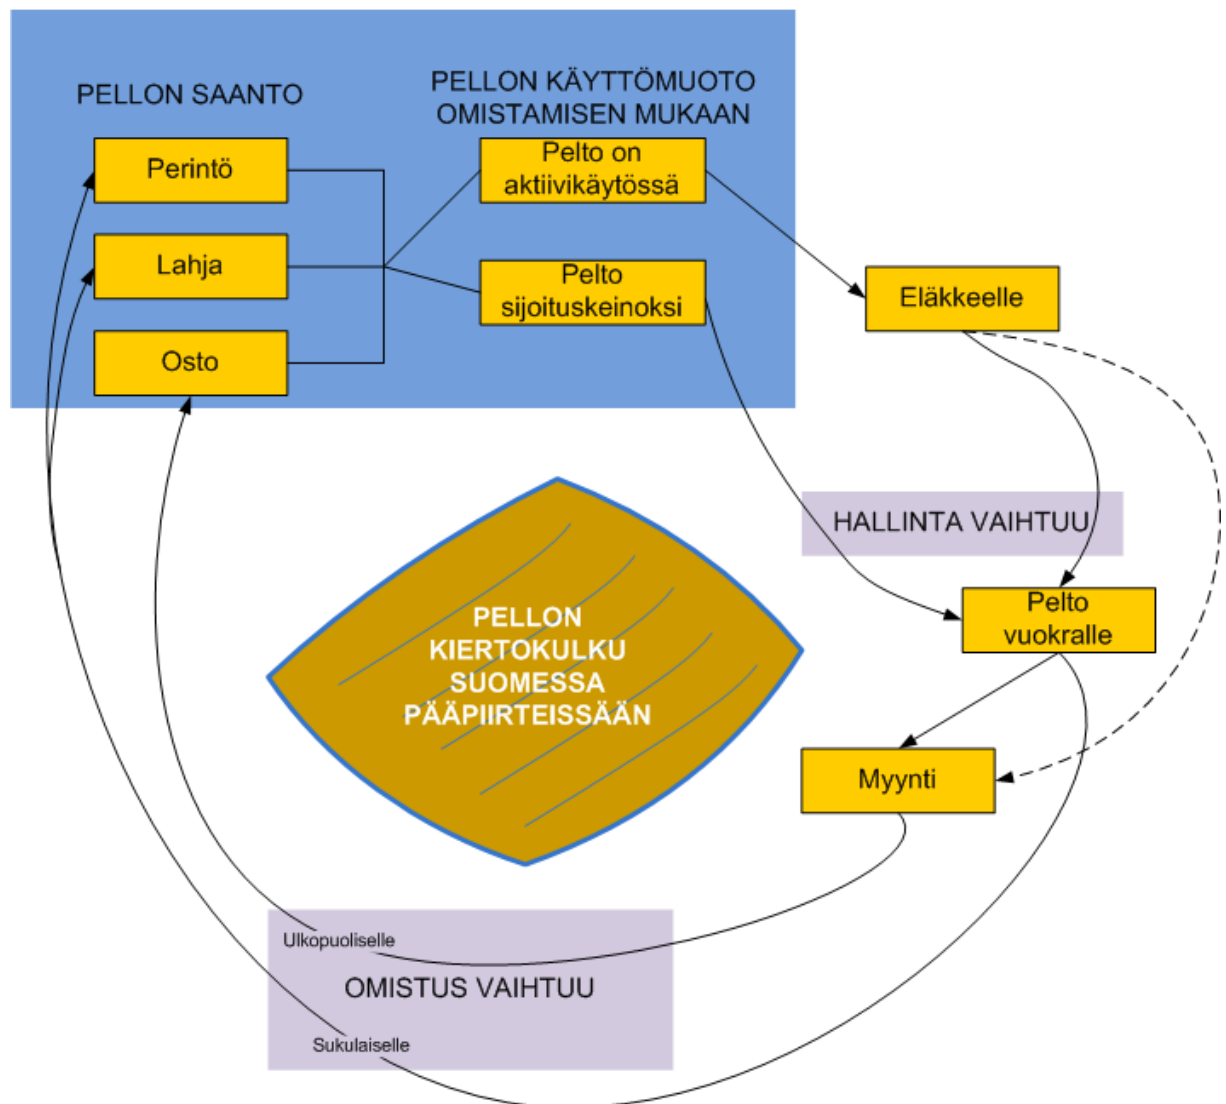 PELLON SAANTO
PELLON KÄYTTÖMUOTO
OMISTAMISEN MUKAAN
Perintö
Pelto on
aktiivikäytössä
Lahja
Pelto
sijoituskeinoksi
Eläkkeelle
Osto
HALLINTA VAIHTUU
PELLON
KIERTOKULKU
SUOMESSA
PÄÄPIIRTEISSÄÄN
Pelto
vuokralle
Myynti
Ulkopuoliselle
OMISTUS VAIHTUU
Sukulaiselle